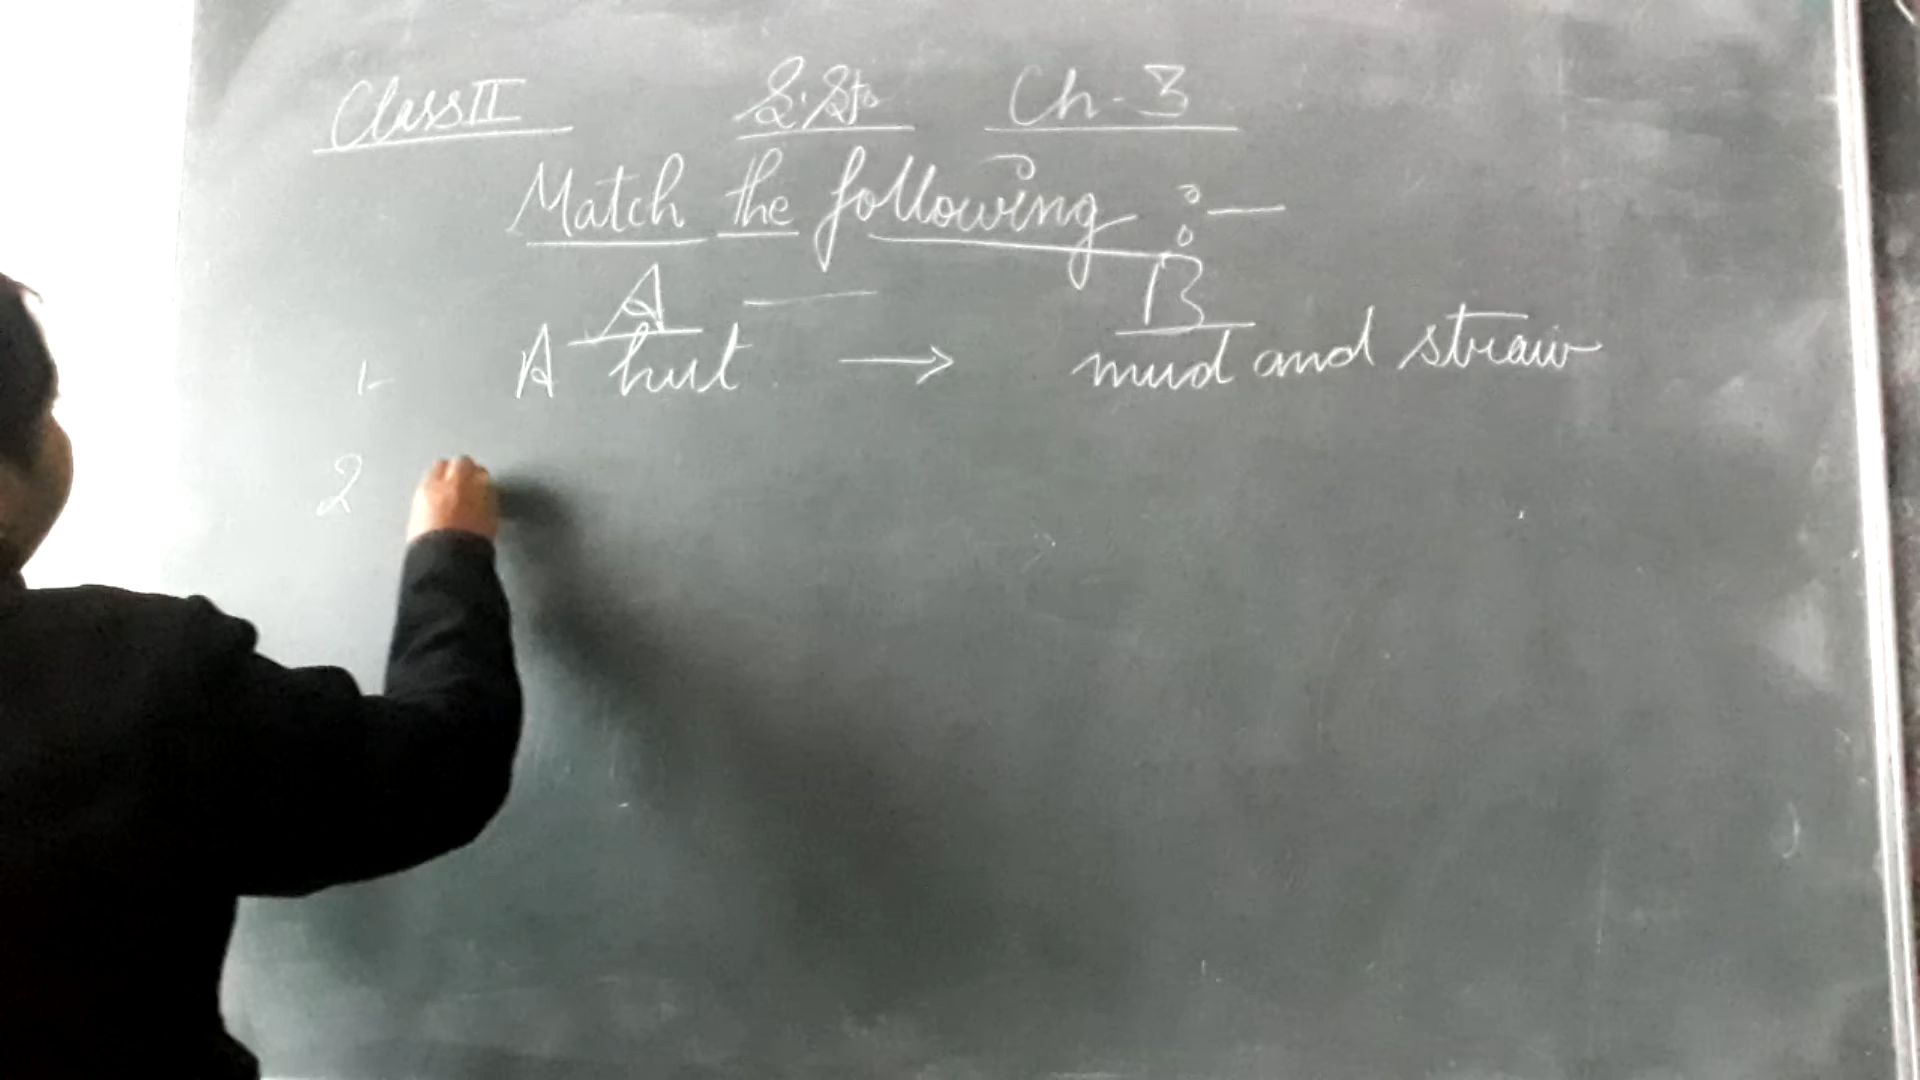 Class II S.St. Ch-3
Match the following :-
A — B
1- A hut → mud and straw
2